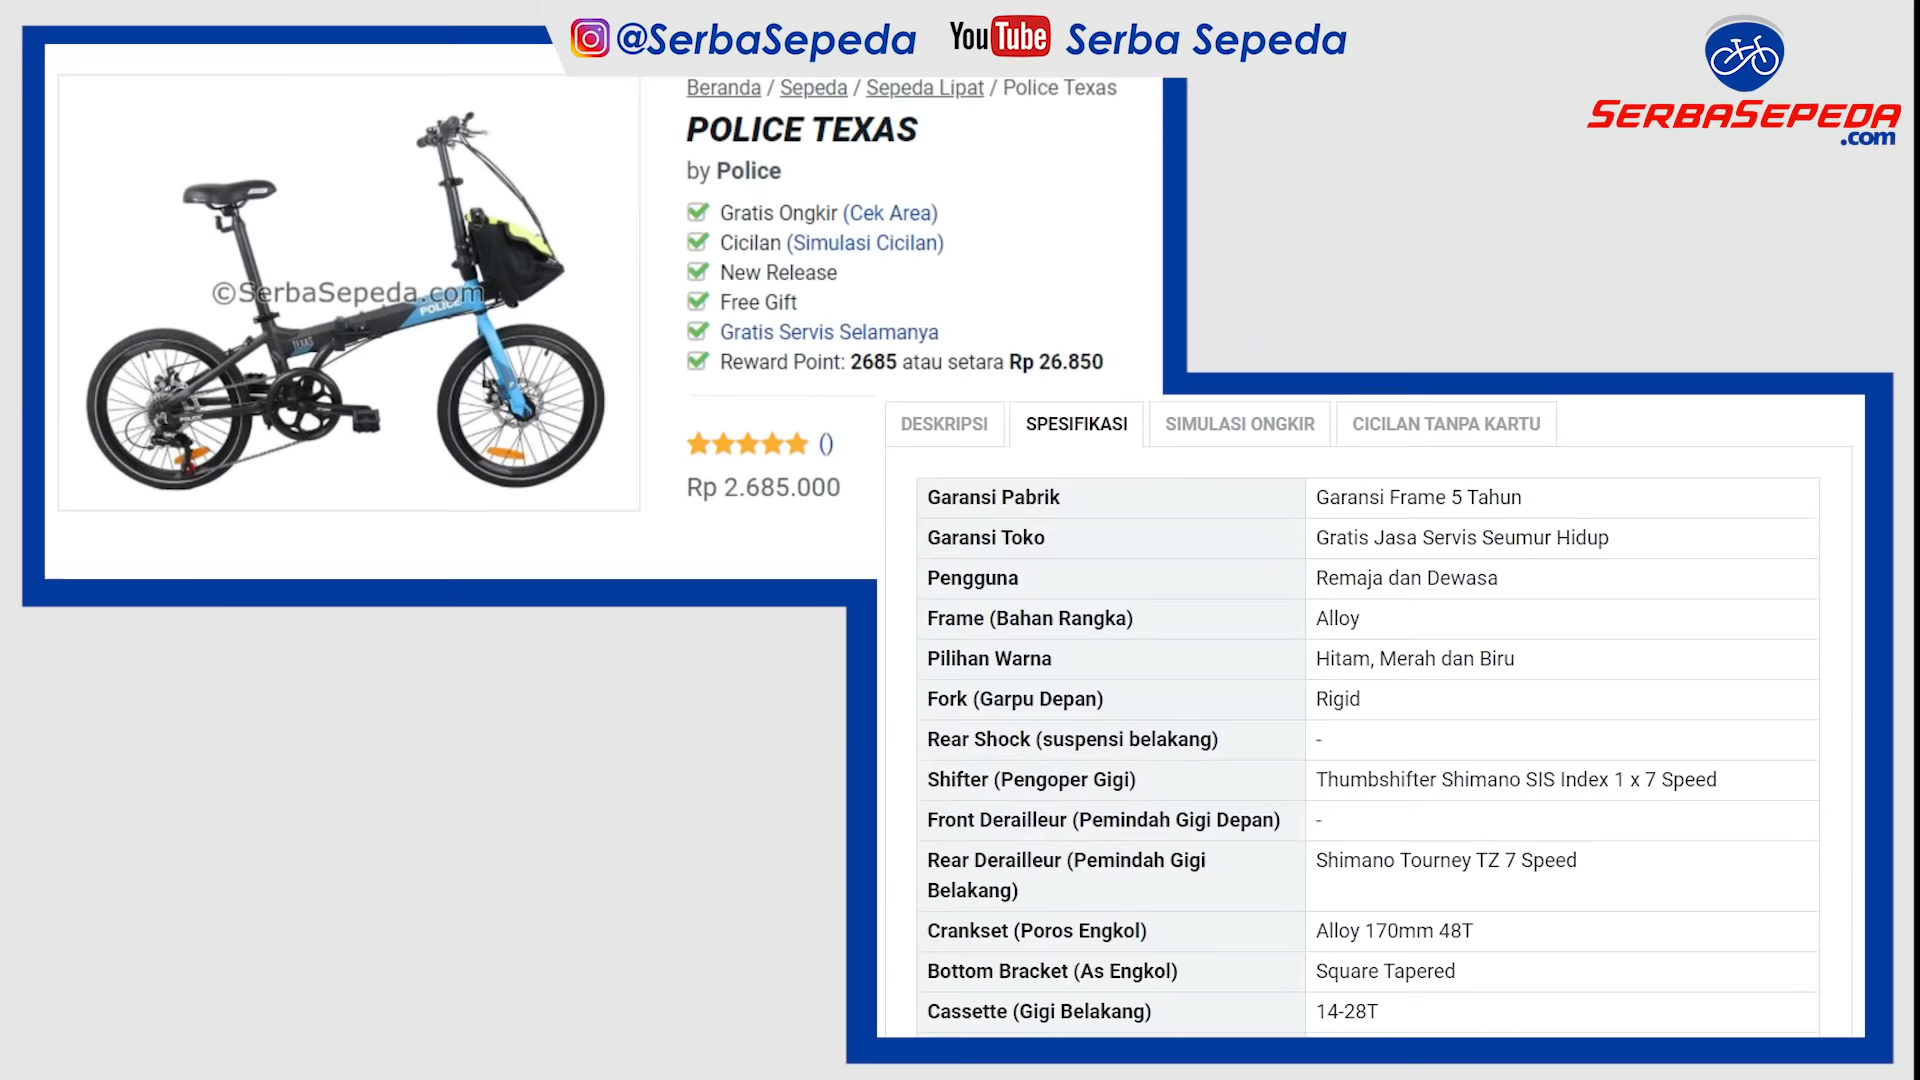 @SerbaSepeda
YouTube Serba Sepeda
SERBASEPEDA
.com
Beranda / Sepeda / Sepeda Lipat / Police Texas
POLICE TEXAS
by Police
Gratis Ongkir (Cek Area)
Cicilan (Simulasi Cicilan)
New Release
Free Gift
Gratis Servis Selamanya
Reward Point: 2685 atau setara Rp 26.850
()
Rp 2.685.000
©SerbaSepeda.com
POLICE
TEXAS
DESKRIPSI
SPESIFIKASI
SIMULASI ONGKIR
CICILAN TANPA KARTU
Garansi Pabrik Garansi Frame 5 Tahun
Garansi Toko Gratis Jasa Servis Seumur Hidup
Pengguna Remaja dan Dewasa
Frame (Bahan Rangka) Alloy
Pilihan Warna Hitam, Merah dan Biru
Fork (Garpu Depan) Rigid
Rear Shock (suspensi belakang) -
Shifter (Pengoper Gigi) Thumbshifter Shimano SIS Index 1 x 7 Speed
Front Derailleur (Pemindah Gigi Depan) -
Rear Derailleur (Pemindah Gigi Shimano Tourney TZ 7 Speed
Belakang)
Crankset (Poros Engkol) Alloy 170mm 48T
Bottom Bracket (As Engkol) Square Tapered
Cassette (Gigi Belakang) 14-28T